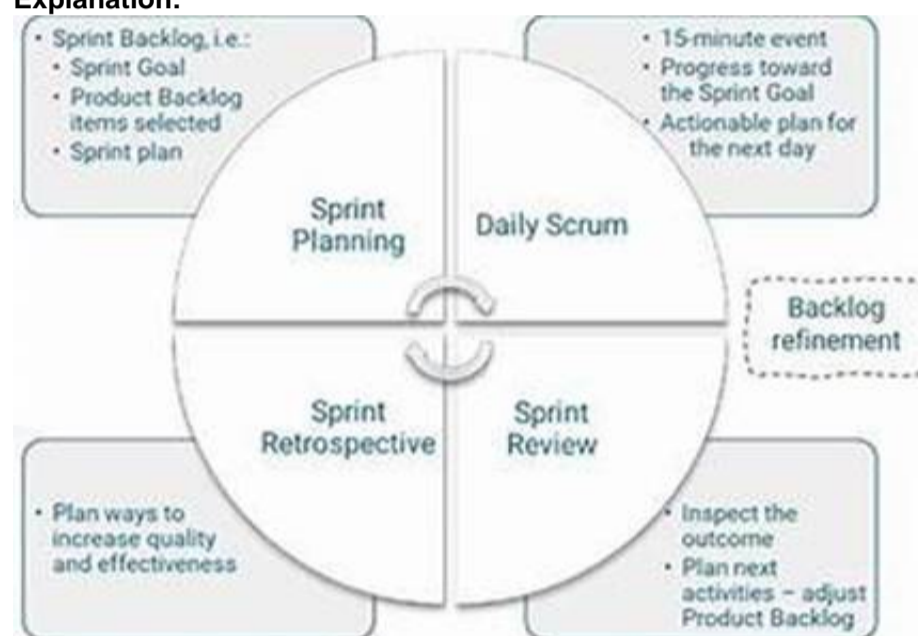 Explanation:
• Sprint Backlog, i.e.:
• Sprint Goal
• Product Backlog
items selected
• Sprint plan
• 15-minute event
• Progress toward
the Sprint Goal
• Actionable plan for
the next day
Sprint
Planning
Daily Scrum
Backlog
refinement
Sprint
Retrospective
Sprint
Review
• Plan ways to
increase quality
and effectiveness
• Inspect the
outcome
• Plan next
activities – adjust
Product Backlog